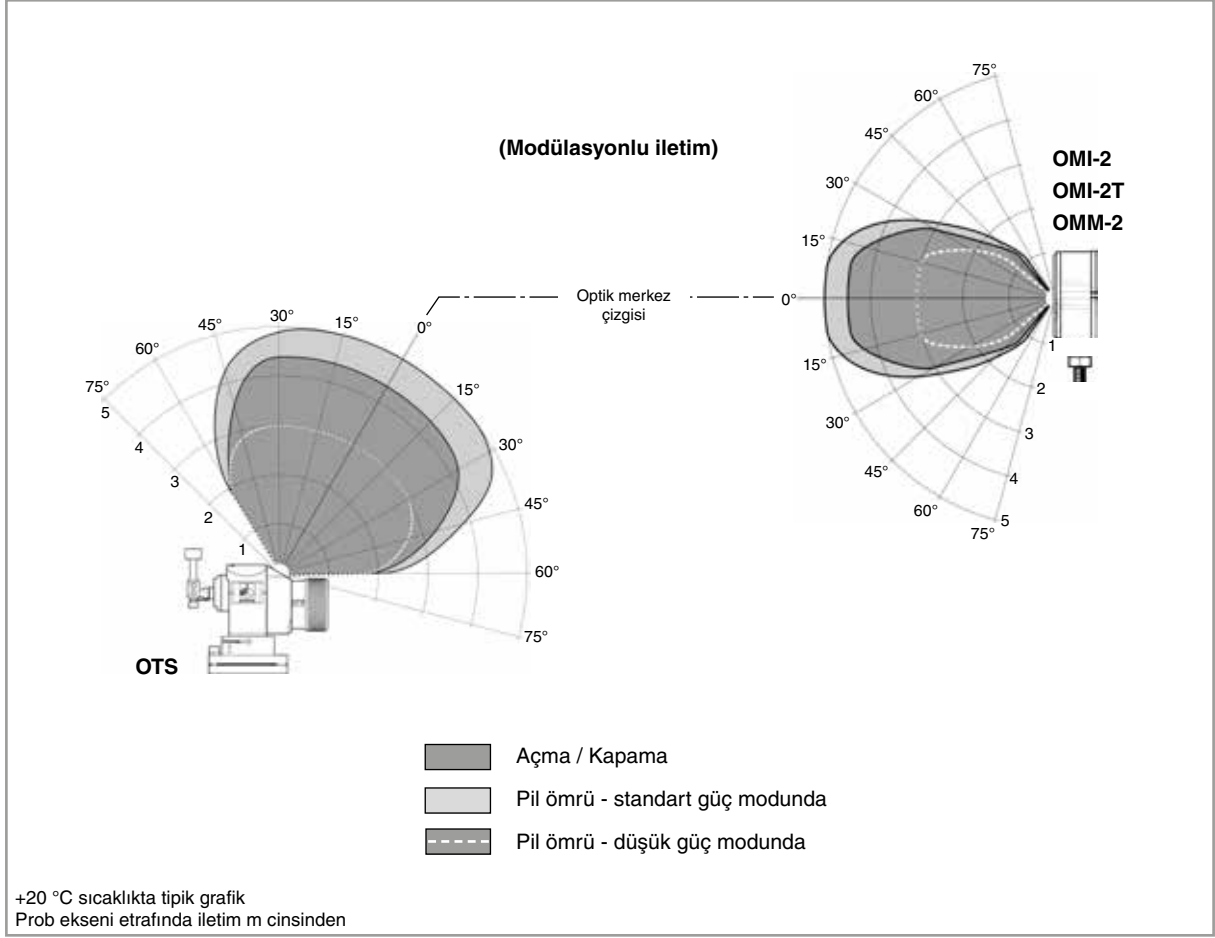 (Modülasyonlu iletim)
75°
60°
45°
30°
15°
0°
15°
30°
45°
60°
75°
1
2
3
4
5
OMI-2
OMI-2T
OMM-2
Optik merkez
çizgisi
75°
60°
45°
30°
15°
0°
15°
30°
45°
60°
75°
5
4
3
2
1
OTS
Açma / Kapama
Pil ömrü - standart güç modunda
Pil ömrü - düşük güç modunda
+20 °C sıcaklıkta tipik grafik
Prob ekseni etrafında iletim m cinsinden